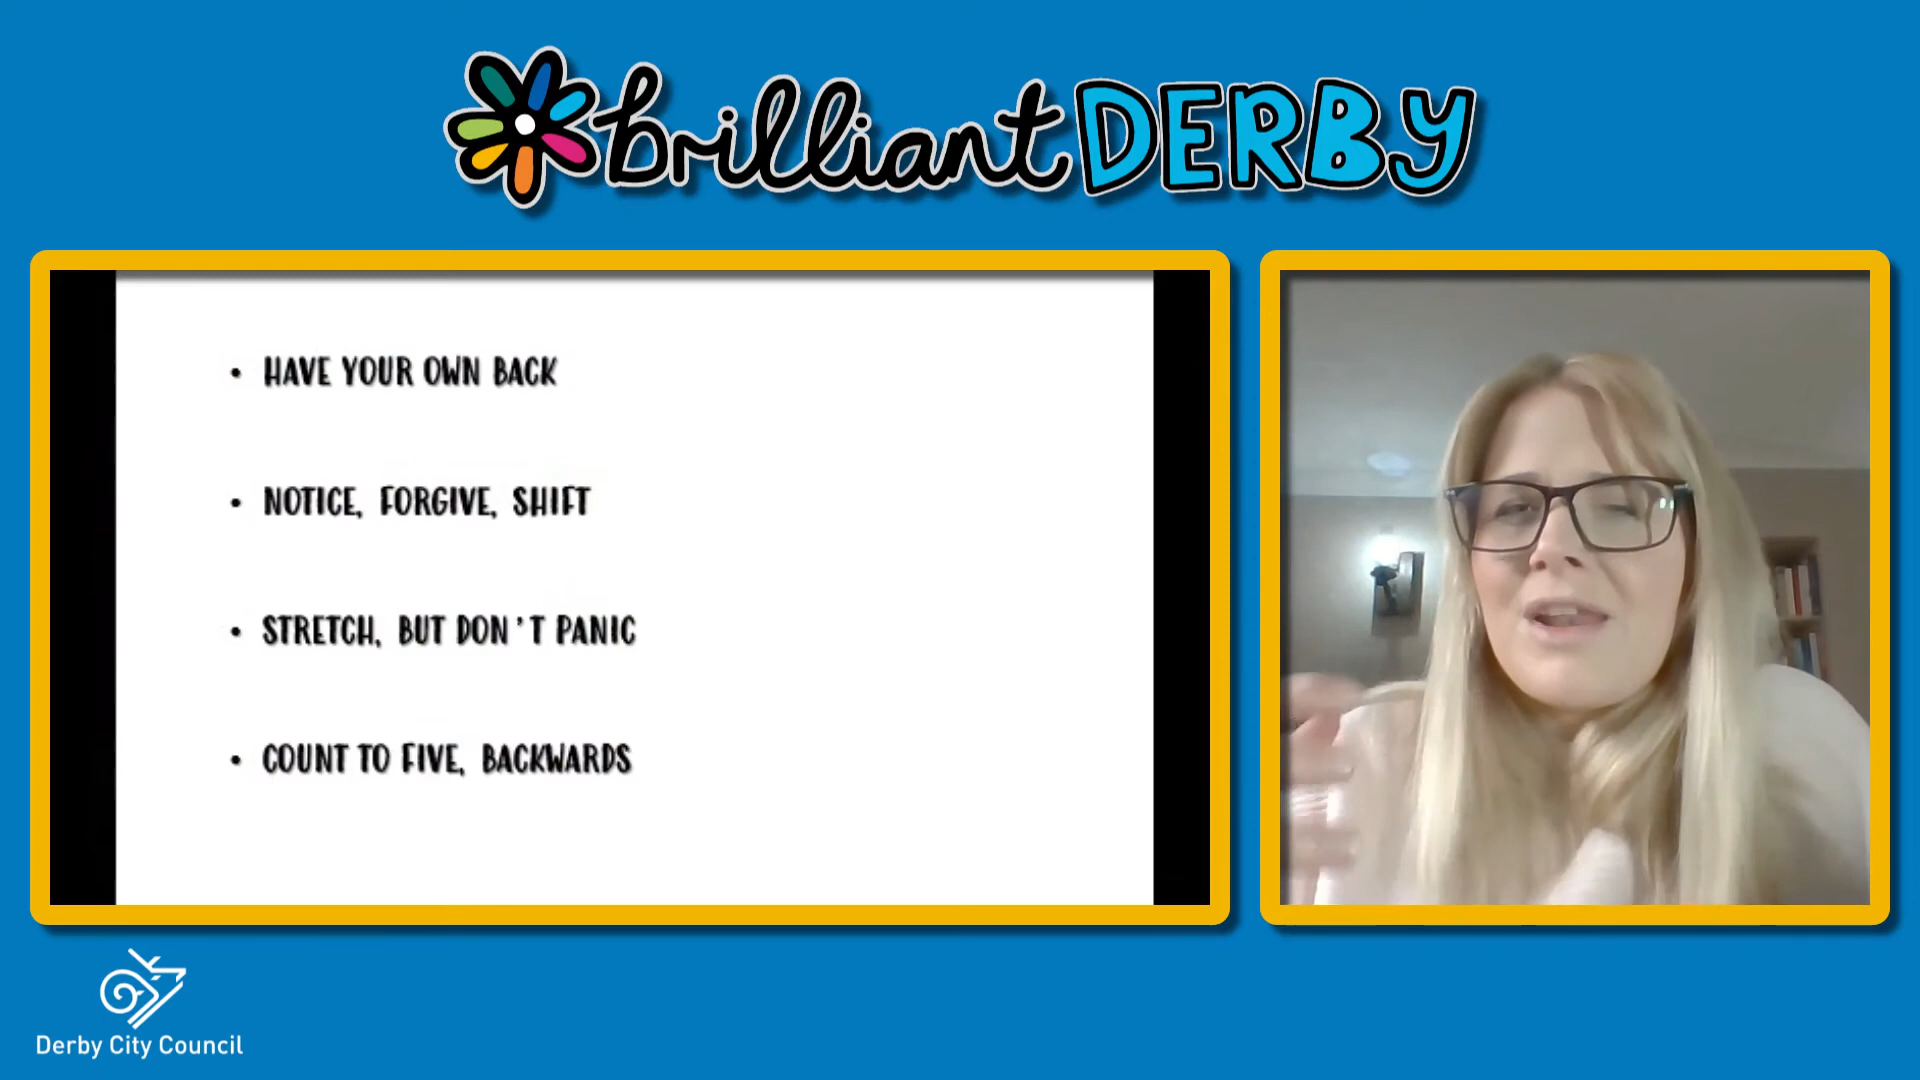 brilliant DERBY
• HAVE YOUR OWN BACK
• NOTICE, FORGIVE, SHIFT
• STRETCH, BUT DON'T PANIC
• COUNT TO FIVE, BACKWARDS
Derby City Council